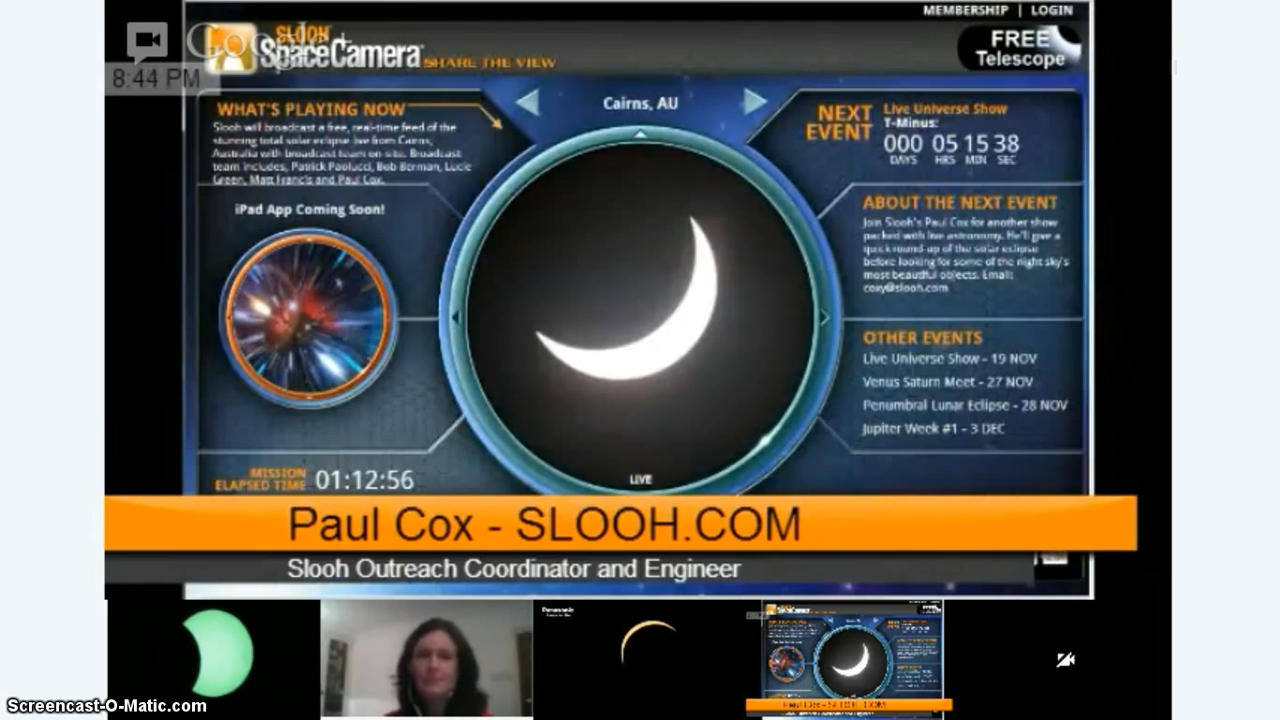 MEMBERSHIP | LOGIN
Google+
SLOOH
SpaceCamera SHARE THE VIEW
FREE
Telescope
8:44 PM
WHAT'S PLAYING NOW
Slooh will broadcast a free, real-time feed of the
stunning total solar eclipse live from Cairns,
Australia with broadcast team on-site. Broadcast
team includes, Patrick Paolucci, Bob Berman, Lucie
Green, Matt Francis and Paul Cox.
iPad App Coming Soon!
Cairns, AU
NEXT
EVENT
Live Universe Show
T-Minus:
000 05 15 38
DAYS HRS MIN SEC
ABOUT THE NEXT EVENT
Join Slooh's Paul Cox for another show
packed with live astronomy. He'll give a
quick round-up of the solar eclipse
before looking for some of the night sky's
most beautiful objects. Email:
coxy@slooh.com
OTHER EVENTS
Live Universe Show - 19 NOV
Venus Saturn Meet - 27 NOV
Penumbral Lunar Eclipse - 28 NOV
Jupiter Week #1 - 3 DEC
MISSION
ELAPSED TIME 01:12:56
LIVE
Paul Cox - SLOOH.COM
Slooh Outreach Coordinator and Engineer
Panasonic
Paul Cox - SLOOH.COM
Screencast-O-Matic.com